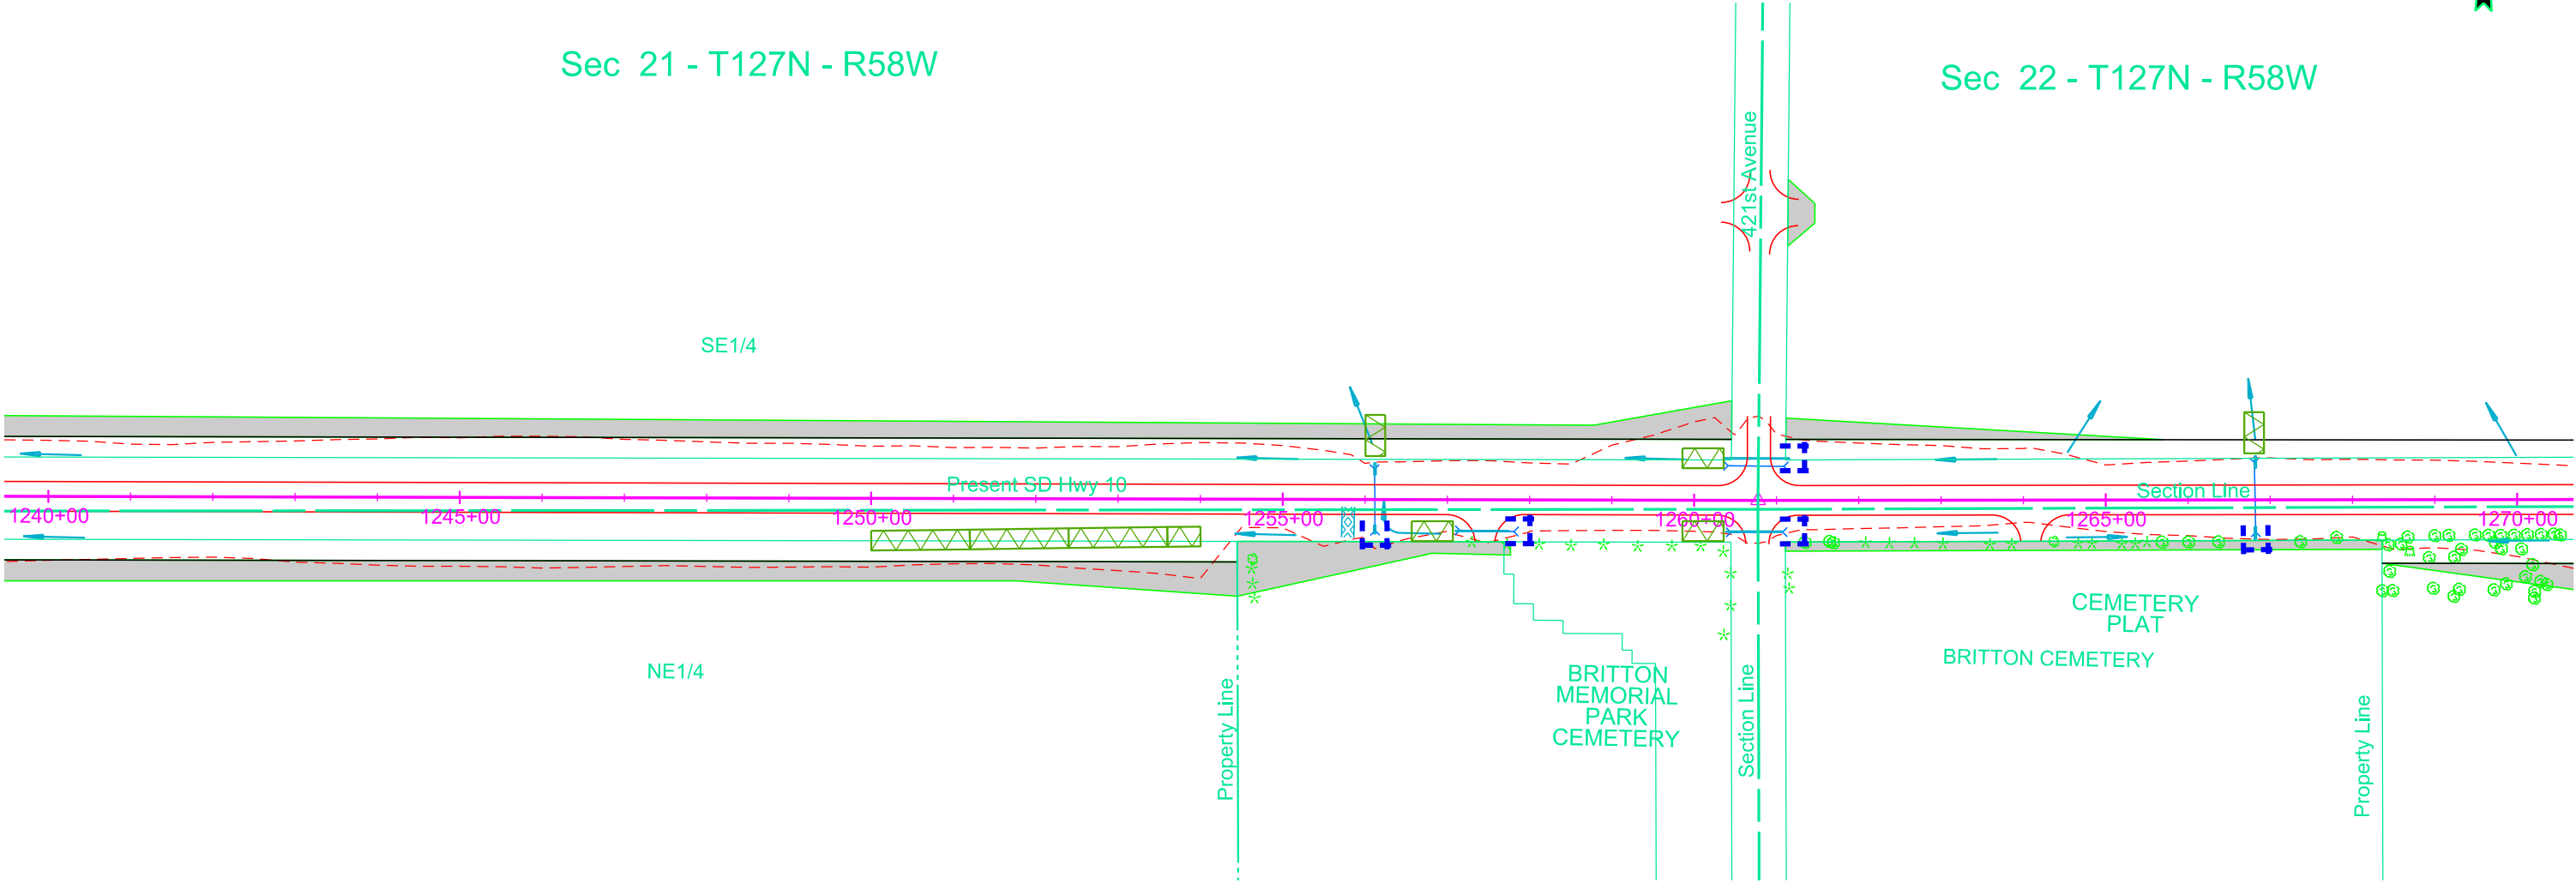 Sec 21 - T127N - R58W
Sec 22 - T127N - R58W
421st Avenue
SE1/4
Present SD Hwy 10
Section Line
1240+00
1245+00
1250+00
1255+00
1260+00
1265+00
1270+00
NE1/4
Property Line
BRITTON
MEMORIAL
PARK
CEMETERY
Section Line
CEMETERY
PLAT
BRITTON CEMETERY
Property Line